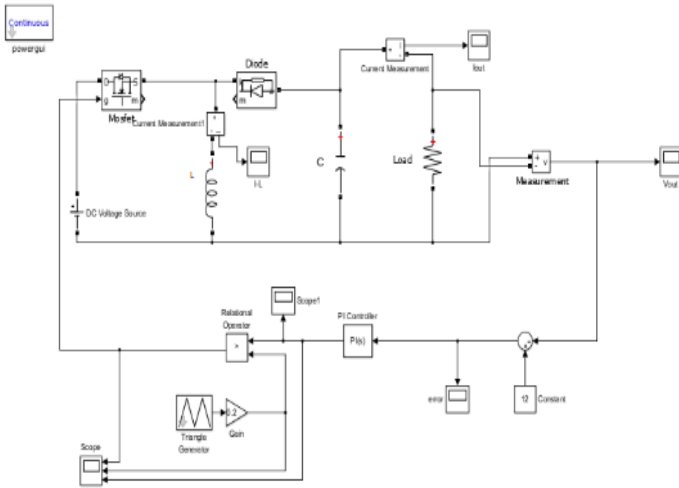 Continuous
powergui
Diode
Current Measurement
Iout
D
S
g
m
Mosfet
Current Measurement1
m
L
I-L
C
Load
+
-
v
Measurement
Vout
DC Voltage Source
Scope1
Relational
Operator
>
PI Controller
PI(s)
error
12
Constant
0.2
Triangle
Generator
Gain
Scope